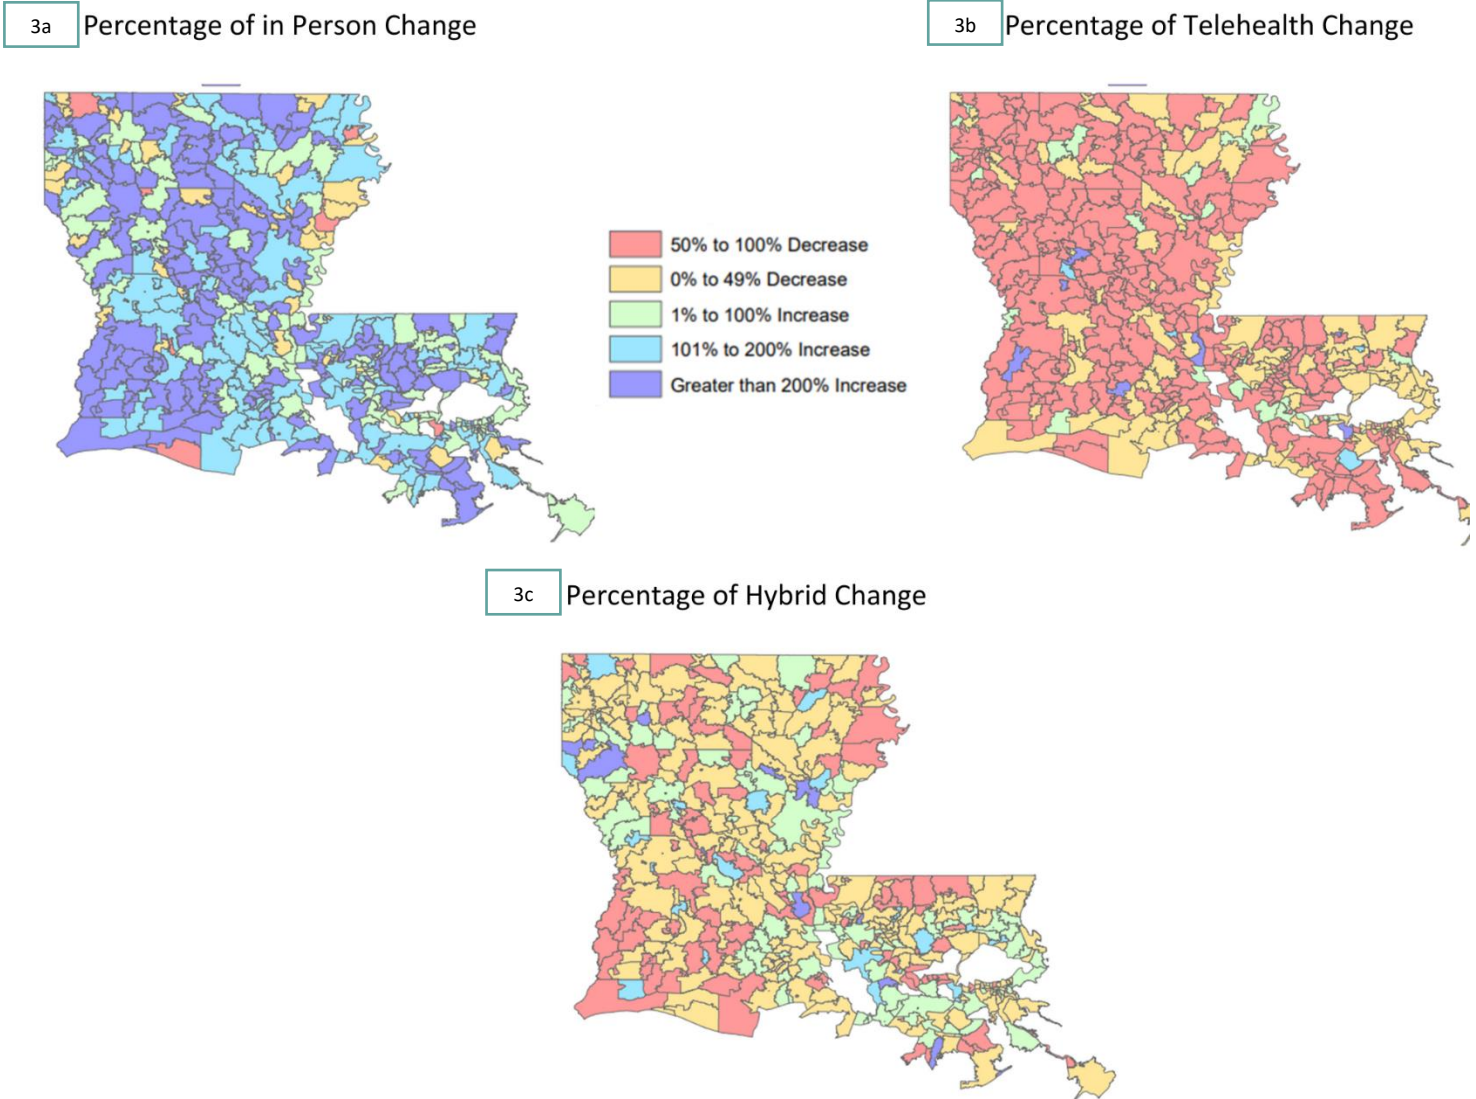 3a Percentage of in Person Change
3b Percentage of Telehealth Change
50% to 100% Decrease
0% to 49% Decrease
1% to 100% Increase
101% to 200% Increase
Greater than 200% Increase
3c Percentage of Hybrid Change